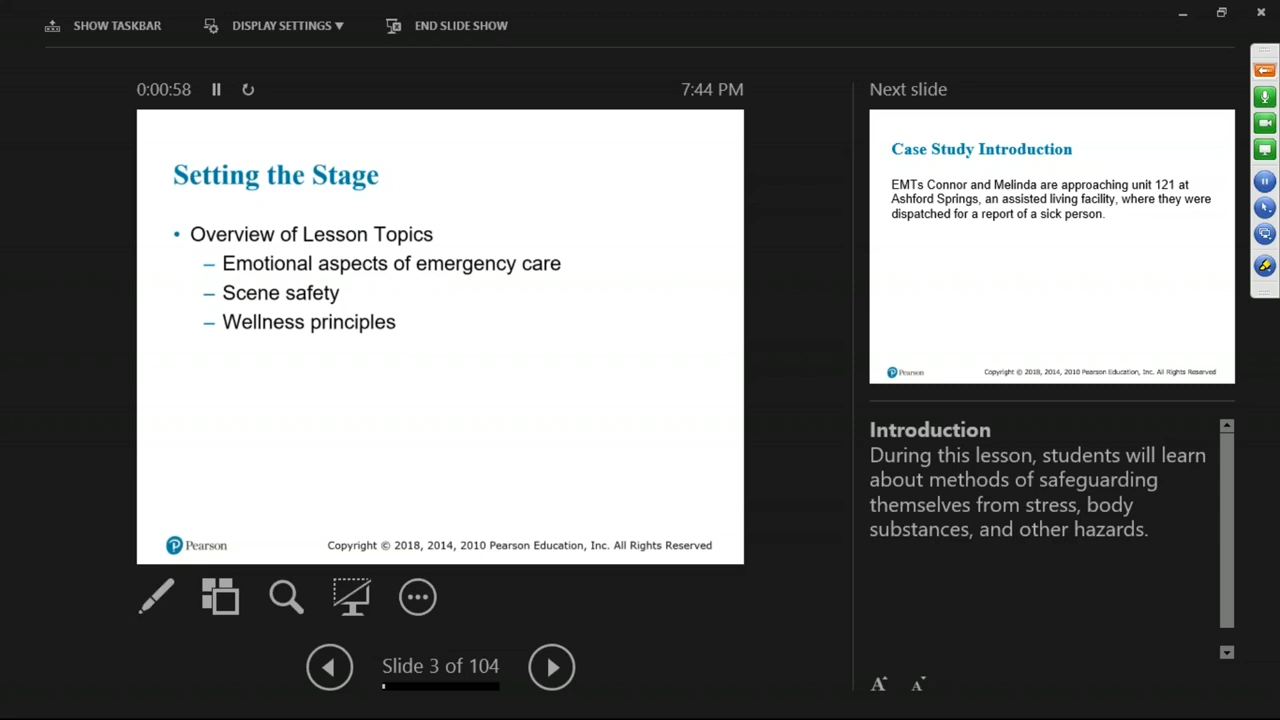 SHOW TASKBAR
DISPLAY SETTINGS ▼
END SLIDE SHOW
0:00:58
7:44 PM
Setting the Stage
• Overview of Lesson Topics
– Emotional aspects of emergency care
– Scene safety
– Wellness principles
Pearson
Copyright © 2018, 2014, 2010 Pearson Education, Inc. All Rights Reserved
Slide 3 of 104
Next slide
Case Study Introduction
EMTs Connor and Melinda are approaching unit 121 at
Ashford Springs, an assisted living facility, where they were
dispatched for a report of a sick person.
Pearson
Copyright © 2018, 2014, 2010 Pearson Education, Inc. All Rights Reserved
Introduction
During this lesson, students will learn
about methods of safeguarding
themselves from stress, body
substances, and other hazards.
A A